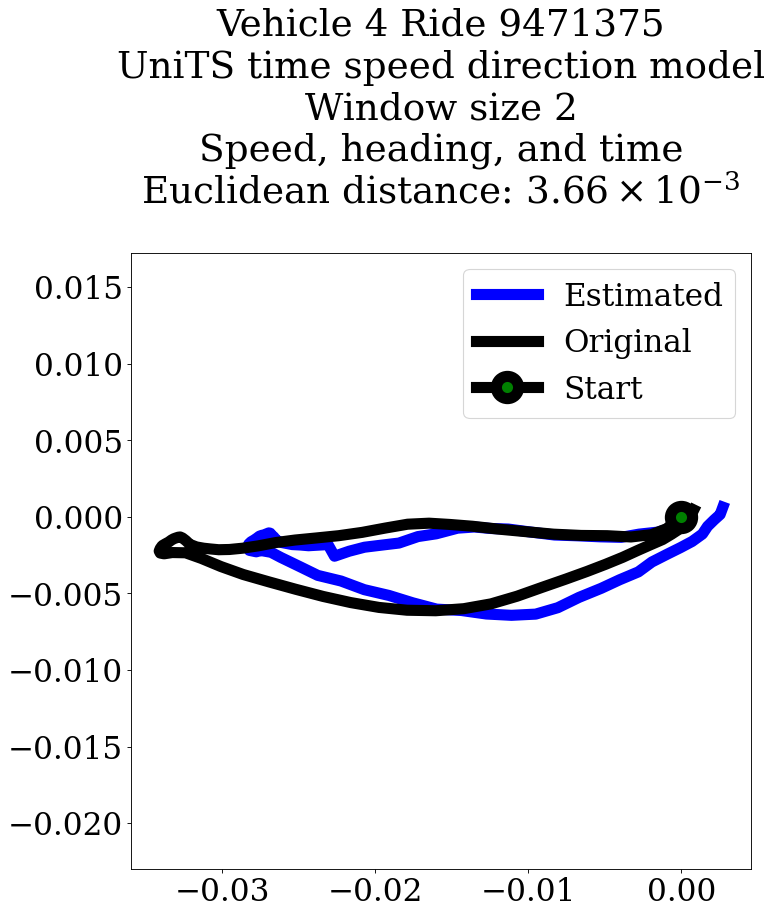 Vehicle 4 Ride 9471375
UniTS time speed direction model
Window size 2
Speed, heading, and time
Euclidean distance: 3.66 × 10⁻³
Estimated
Original
Start
0.015
0.010
0.005
0.000
−0.005
−0.010
−0.015
−0.020
−0.03 −0.02 −0.01 0.00